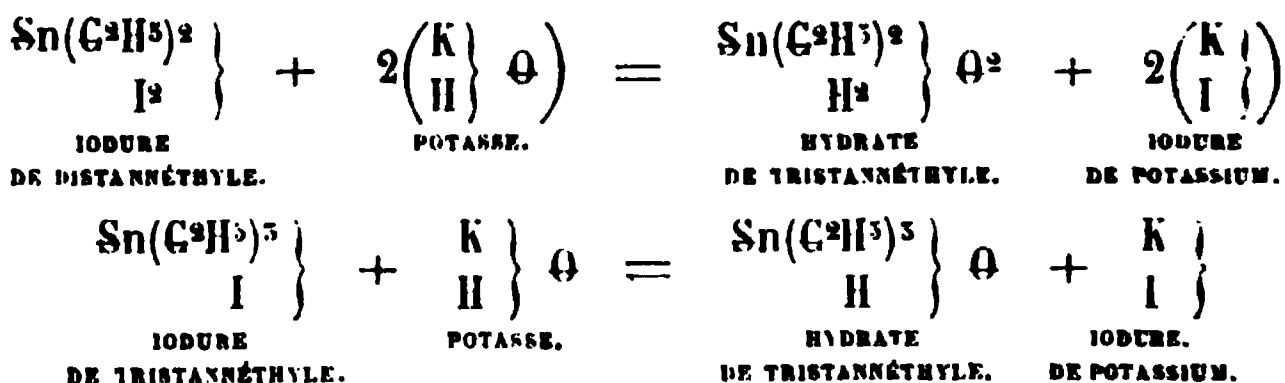 Sn(C²H⁵)² } + 2( K } Θ ) = Sn(C²H⁵)² } Θ² + 2( K } )
I² H H² I
IODURE POTASSE. HYDRATE IODURE
DE DISTANNÉTHYLE. DE TRISTANNÉTHYLE. DE POTASSIUM.
Sn(C²H⁵)³ } + K } Θ = Sn(C²H⁵)³ } Θ + K }
I H H I
IODURE POTASSE. HYDRATE IODURE.
DE TRISTANNÉTHYLE. DE TRISTANNÉTHYLE. DE POTASSIUM.